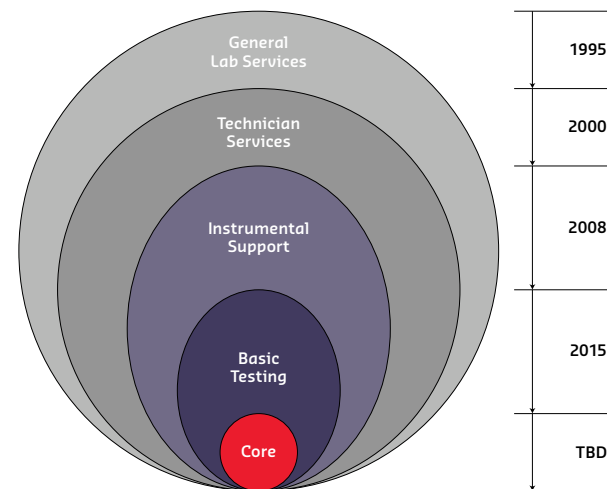 General
Lab Services
1995
Technician
Services
2000
Instrumental
Support
2008
Basic
Testing
2015
Core
TBD